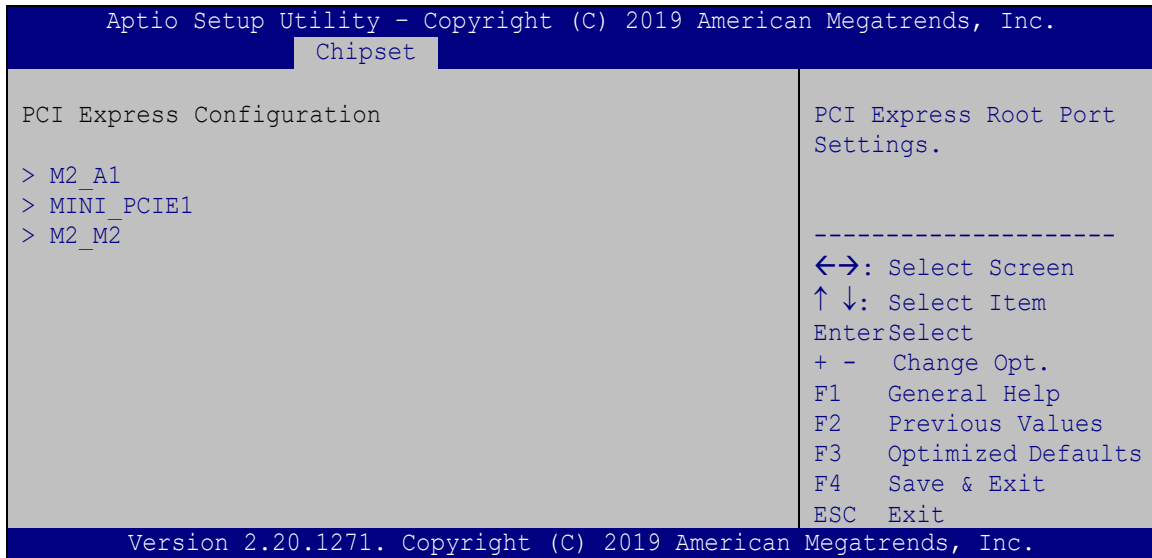 Aptio Setup Utility – Copyright (C) 2019 American Megatrends, Inc.
Chipset
PCI Express Configuration
> M2_A1
> MINI_PCIE1
> M2_M2
PCI Express Root Port
Settings.
---------------------
←→: Select Screen
↑ ↓: Select Item
EnterSelect
+ - Change Opt.
F1 General Help
F2 Previous Values
F3 Optimized Defaults
F4 Save & Exit
ESC Exit
Version 2.20.1271. Copyright (C) 2019 American Megatrends, Inc.